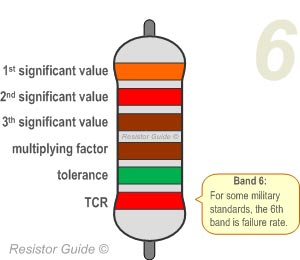 6
1st significant value
2nd significant value
3th significant value
Resistor Guide ©
multiplying factor
tolerance
TCR
Band 6:
For some military
standards, the 6th
band is failure rate.
Resistor Guide ©